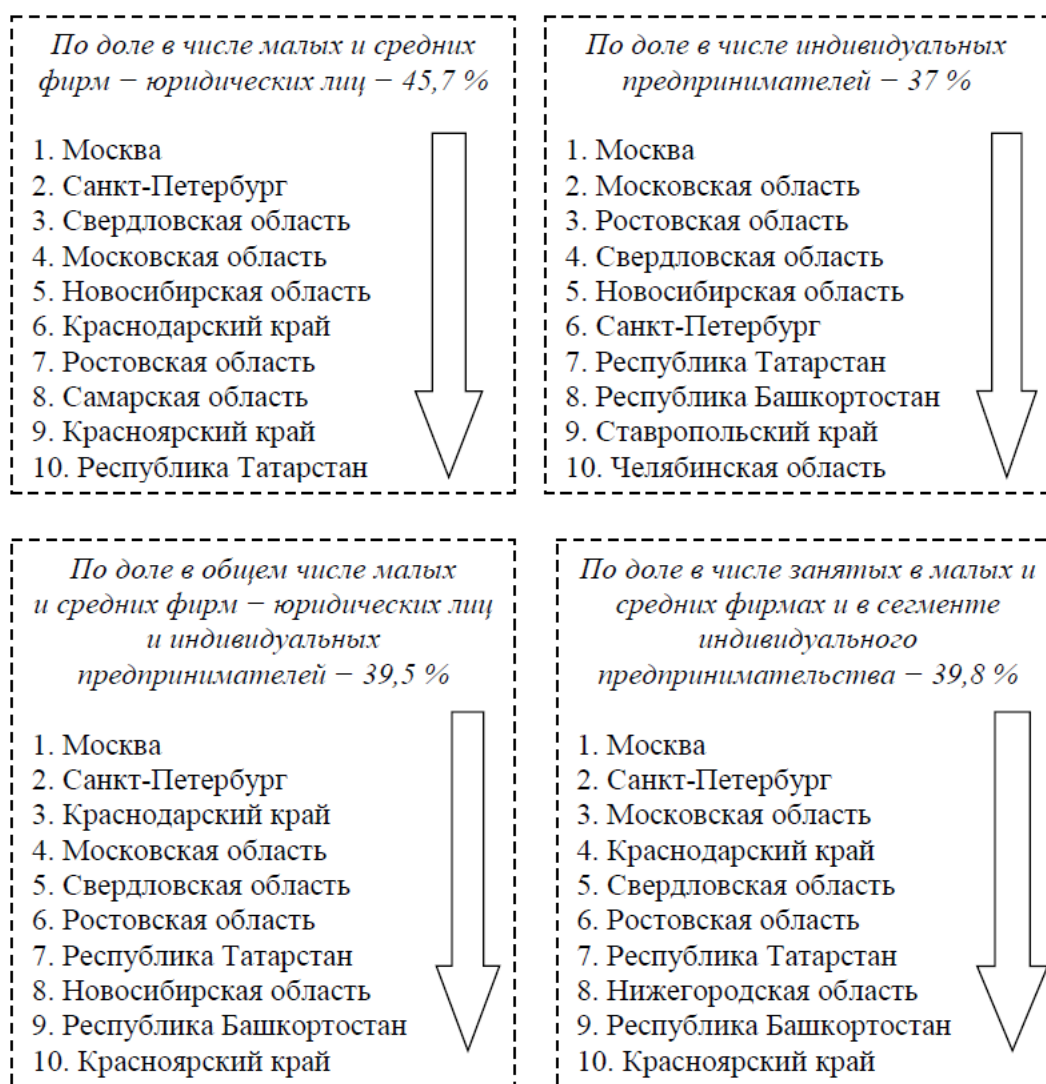 По доле в числе малых и средних
фирм − юридических лиц − 45,7 %
1. Москва
2. Санкт-Петербург
3. Свердловская область
4. Московская область
5. Новосибирская область
6. Краснодарский край
7. Ростовская область
8. Самарская область
9. Красноярский край
10. Республика Татарстан
По доле в числе индивидуальных
предпринимателей − 37 %
1. Москва
2. Московская область
3. Ростовская область
4. Свердловская область
5. Новосибирская область
6. Санкт-Петербург
7. Республика Татарстан
8. Республика Башкортостан
9. Ставропольский край
10. Челябинская область
По доле в общем числе малых
и средних фирм − юридических лиц
и индивидуальных
предпринимателей − 39,5 %
1. Москва
2. Санкт-Петербург
3. Краснодарский край
4. Московская область
5. Свердловская область
6. Ростовская область
7. Республика Татарстан
8. Новосибирская область
9. Республика Башкортостан
10. Красноярский край
По доле в числе занятых в малых и
средних фирмах и в сегменте
индивидуального
предпринимательства − 39,8 %
1. Москва
2. Санкт-Петербург
3. Московская область
4. Краснодарский край
5. Свердловская область
6. Ростовская область
7. Республика Татарстан
8. Нижегородская область
9. Республика Башкортостан
10. Красноярский край